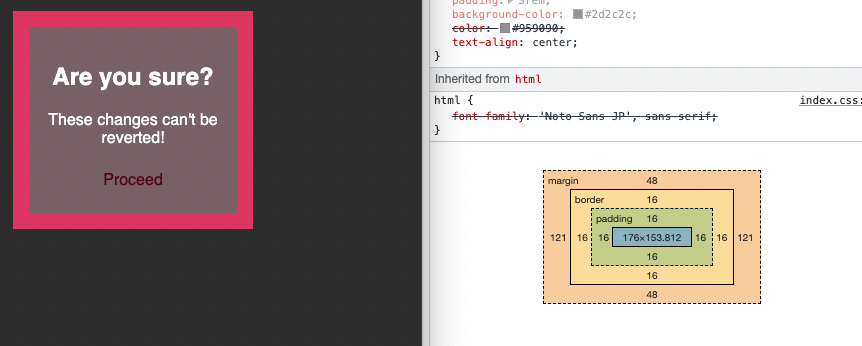 Are you sure?
These changes can't be
reverted!
Proceed
padding: ▶ 3rem;
background-color: #2d2c2c;
color: #959090;
text-align: center;
}
Inherited from html
html {
index.css:
font-family: 'Noto Sans JP', sans-serif;
}
margin 48
border 16
padding 16
121 16 16 176×153.812 16 16 121
16
16
48